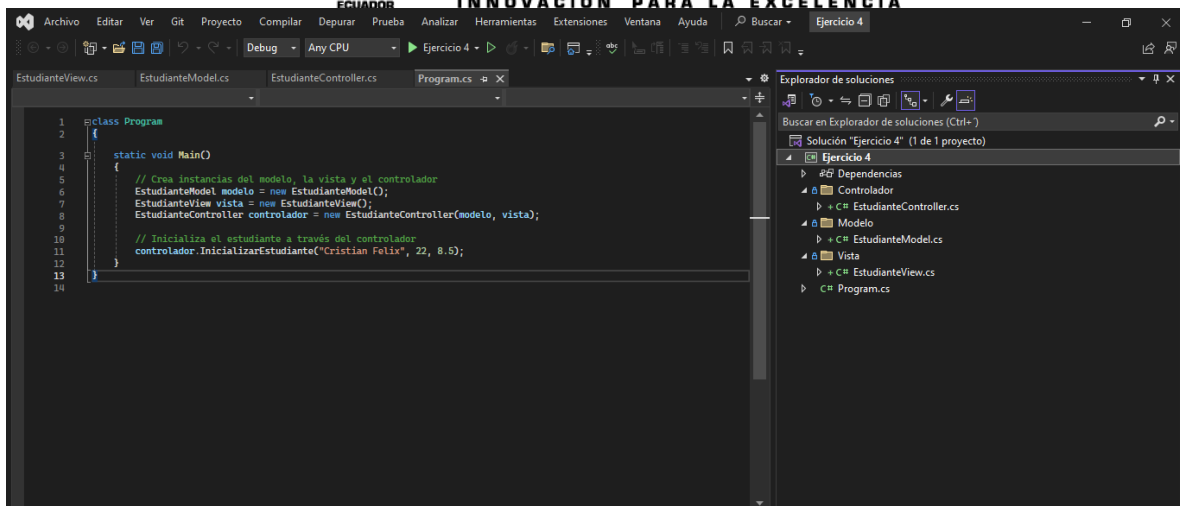 ECUADOR
INNOVACIÓN PARA LA EXCELENCIA
Archivo Editar Ver Git Proyecto Compilar Depurar Prueba Analizar Herramientas Extensiones Ventana Ayuda Buscar Ejercicio 4
Debug Any CPU Ejercicio 4
EstudianteView.cs EstudianteModel.cs EstudianteController.cs Program.cs
1 class Program
2 {
3 static void Main()
4 {
5 // Crea instancias del modelo, la vista y el controlador
6 EstudianteModel modelo = new EstudianteModel();
7 EstudianteView vista = new EstudianteView();
8 EstudianteController controlador = new EstudianteController(modelo, vista);
9
10 // Inicializa el estudiante a través del controlador
11 controlador.InicializarEstudiante("Cristian Felix", 22, 8.5);
12 }
13 }
14
Explorador de soluciones
Buscar en Explorador de soluciones (Ctrl+´)
Solución "Ejercicio 4" (1 de 1 proyecto)
C# Ejercicio 4
Dependencias
Controlador
+ C# EstudianteController.cs
Modelo
+ C# EstudianteModel.cs
Vista
+ C# EstudianteView.cs
C# Program.cs